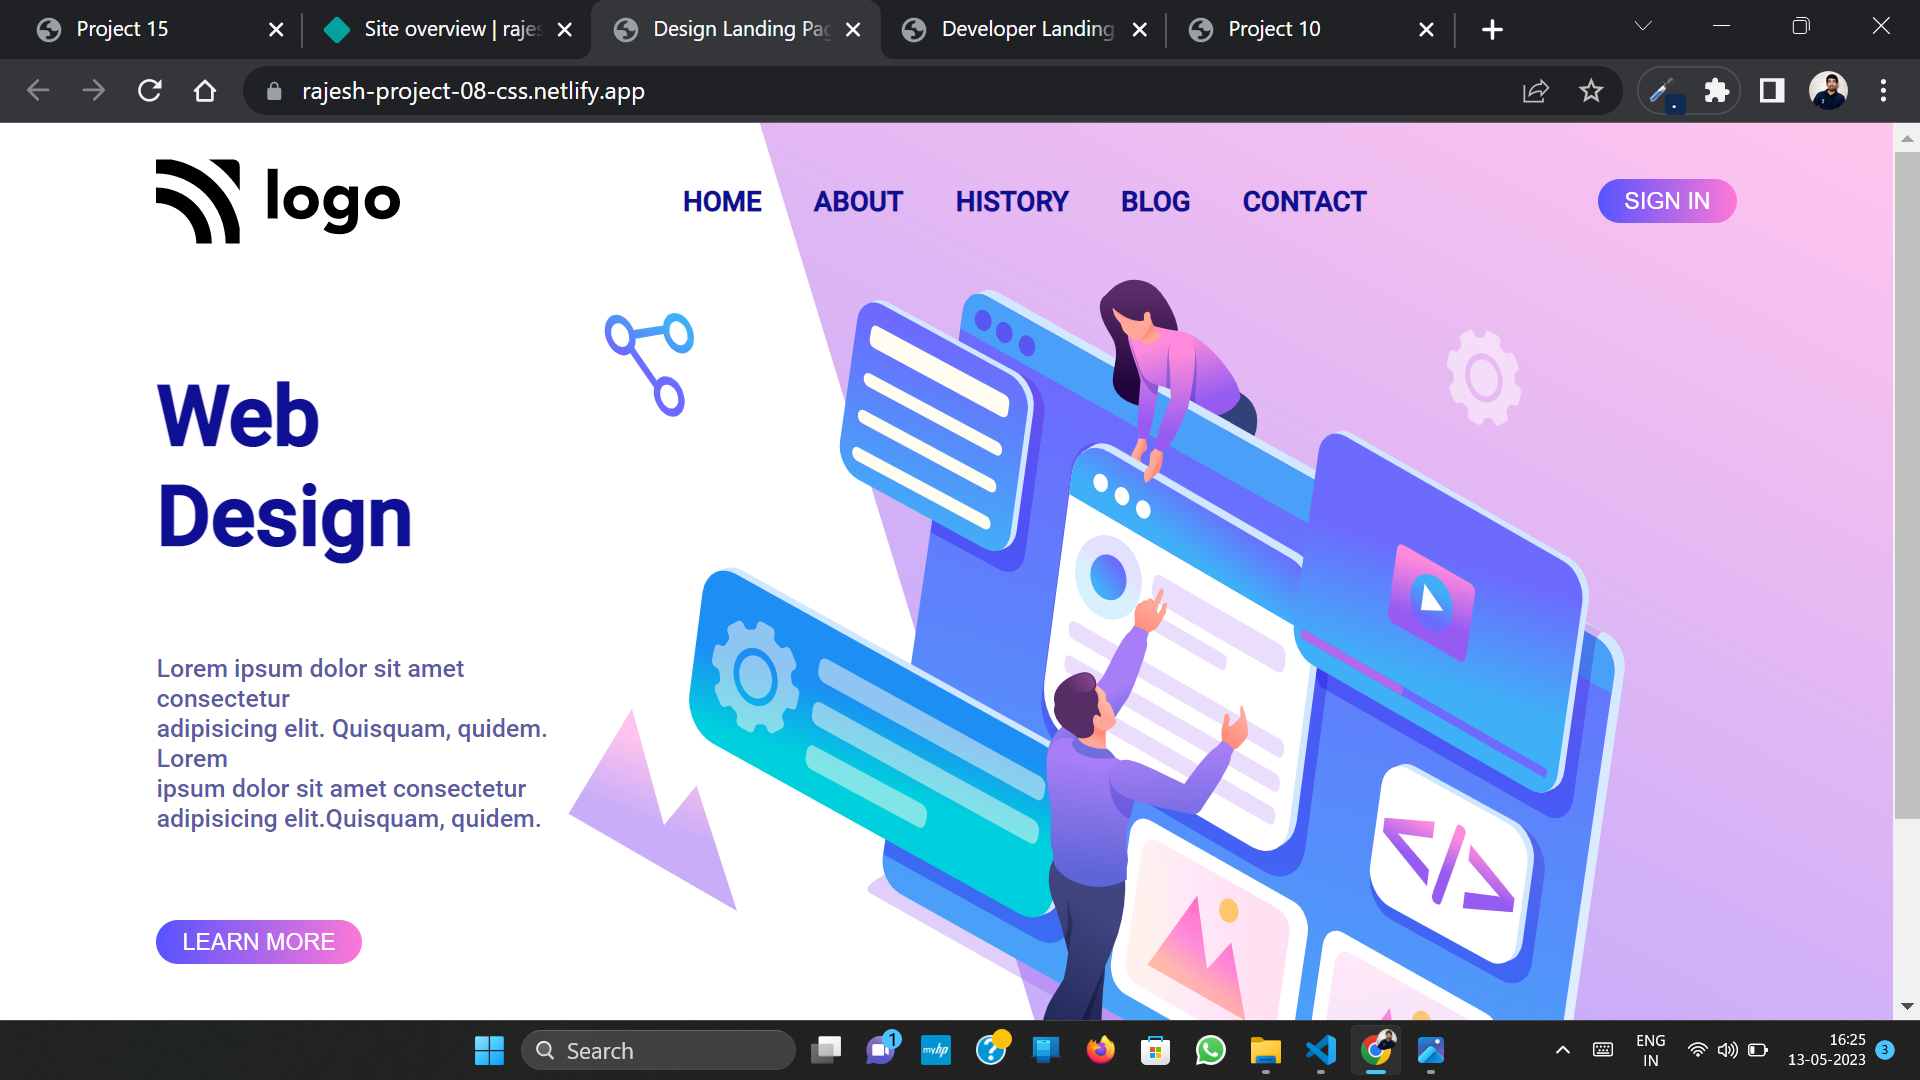 Project 15
Site overview | raje
Design Landing Pag
Developer Landing
Project 10
rajesh-project-08-css.netlify.app
logo
HOME ABOUT HISTORY BLOG CONTACT
SIGN IN
Web
Design
Lorem ipsum dolor sit amet
consectetur
adipisicing elit. Quisquam, quidem.
Lorem
ipsum dolor sit amet consectetur
adipisicing elit.Quisquam, quidem.
LEARN MORE
</>
Search
1
myhp
?
ENG
IN
16:25
13-05-2023
3